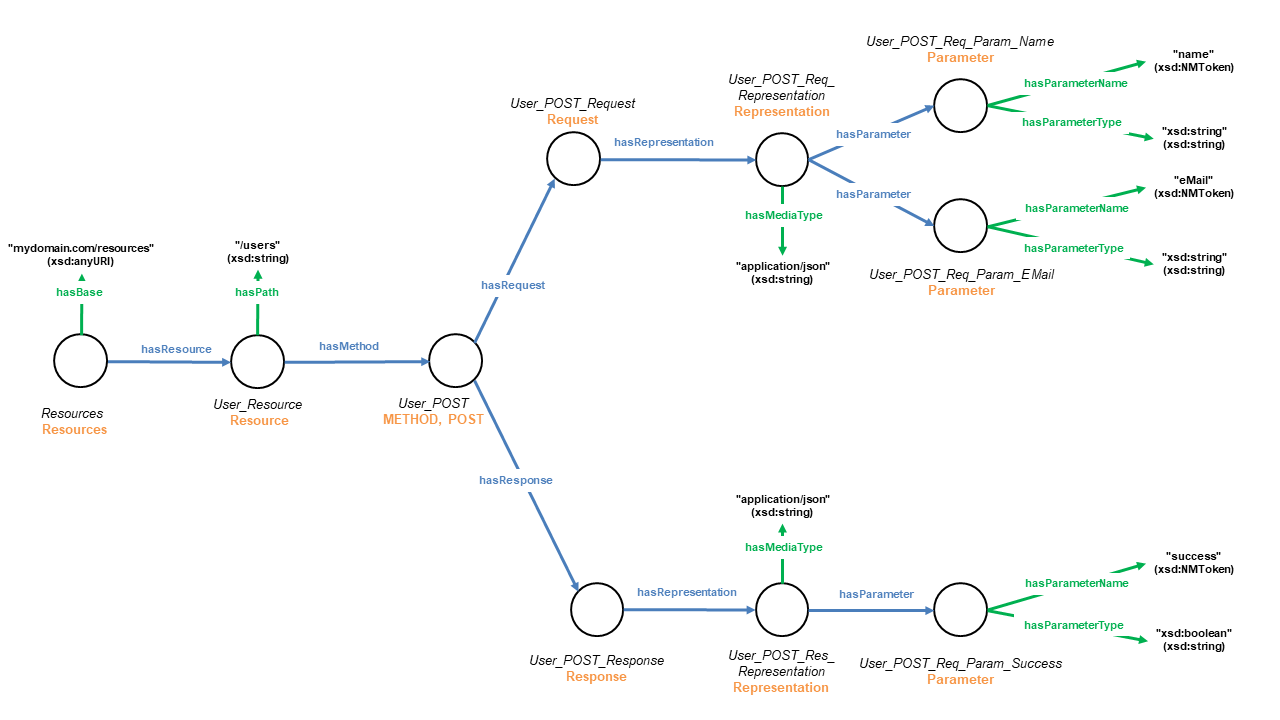 User_POST_Req_Param_Name
Parameter
"name"
(xsd:NMToken)
hasParameterName
hasParameterType
"xsd:string"
(xsd:string)
User_POST_Req_
Representation
Representation
User_POST_Request
Request
hasRepresentation
hasParameter
hasParameter
"eMail"
(xsd:NMToken)
hasParameterName
hasParameterType
"xsd:string"
(xsd:string)
User_POST_Req_Param_EMail
Parameter
hasMediaType
"application/json"
(xsd:string)
"mydomain.com/resources"
(xsd:anyURI)
hasBase
"/users"
(xsd:string)
hasPath
hasRequest
hasResource
hasMethod
Resources
Resources
User_Resource
Resource
User_POST
METHOD, POST
hasResponse
"application/json"
(xsd:string)
hasMediaType
hasRepresentation
hasParameter
"success"
(xsd:NMToken)
hasParameterName
hasParameterType
"xsd:boolean"
(xsd:string)
User_POST_Response
Response
User_POST_Res_
Representation
Representation
User_POST_Req_Param_Success
Parameter